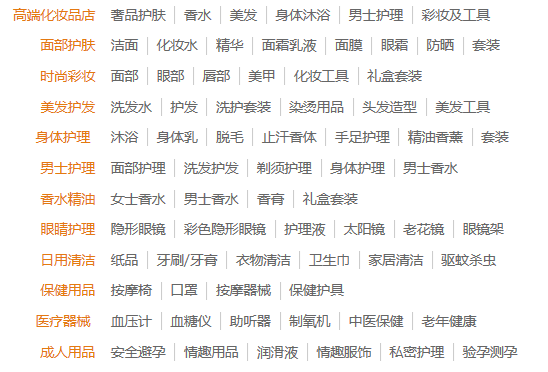 高端化妆品店 奢品护肤 香水 美发 身体沐浴 男士护理 彩妆及工具
面部护肤 洁面 化妆水 精华 面霜乳液 面膜 眼霜 防晒 套装
时尚彩妆 面部 眼部 唇部 美甲 化妆工具 礼盒套装
美发护发 洗发水 护发 洗护套装 染烫用品 头发造型 美发工具
身体护理 沐浴 身体乳 脱毛 止汗香体 手足护理 精油香薰 套装
男士护理 面部护理 洗发护发 剃须护理 身体护理 男士香水
香水精油 女士香水 男士香水 香膏 礼盒套装
眼睛护理 隐形眼镜 彩色隐形眼镜 护理液 太阳镜 老花镜 眼镜架
日用清洁 纸品 牙刷/牙膏 衣物清洁 卫生巾 家居清洁 驱蚊杀虫
保健用品 按摩椅 口罩 按摩器械 保健护具
医疗器械 血压计 血糖仪 助听器 制氧机 中医保健 老年健康
成人用品 安全避孕 情趣用品 润滑液 情趣服饰 私密护理 验孕测孕